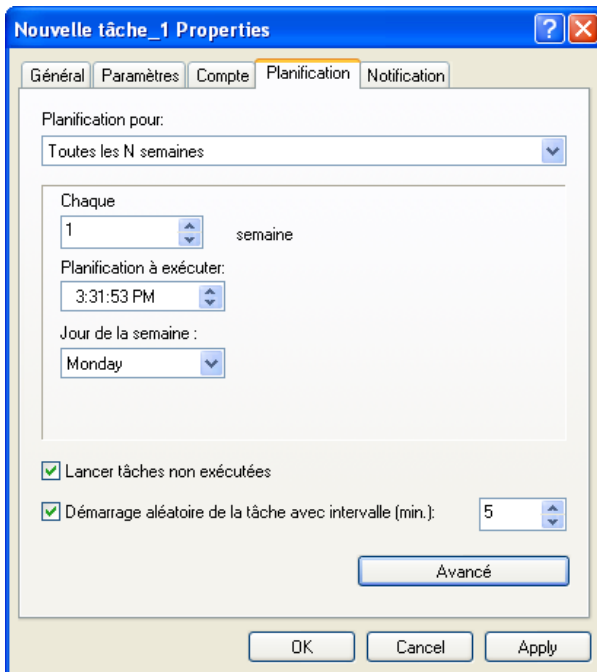 Nouvelle tâche_1 Properties
Général Paramètres Compte Planification Notification
Planification pour:
Toutes les N semaines
Chaque
1 semaine
Planification à exécuter:
3:31:53 PM
Jour de la semaine :
Monday
Lancer tâches non exécutées
Démarrage aléatoire de la tâche avec intervalle (min.): 5
Avancé
OK Cancel Apply